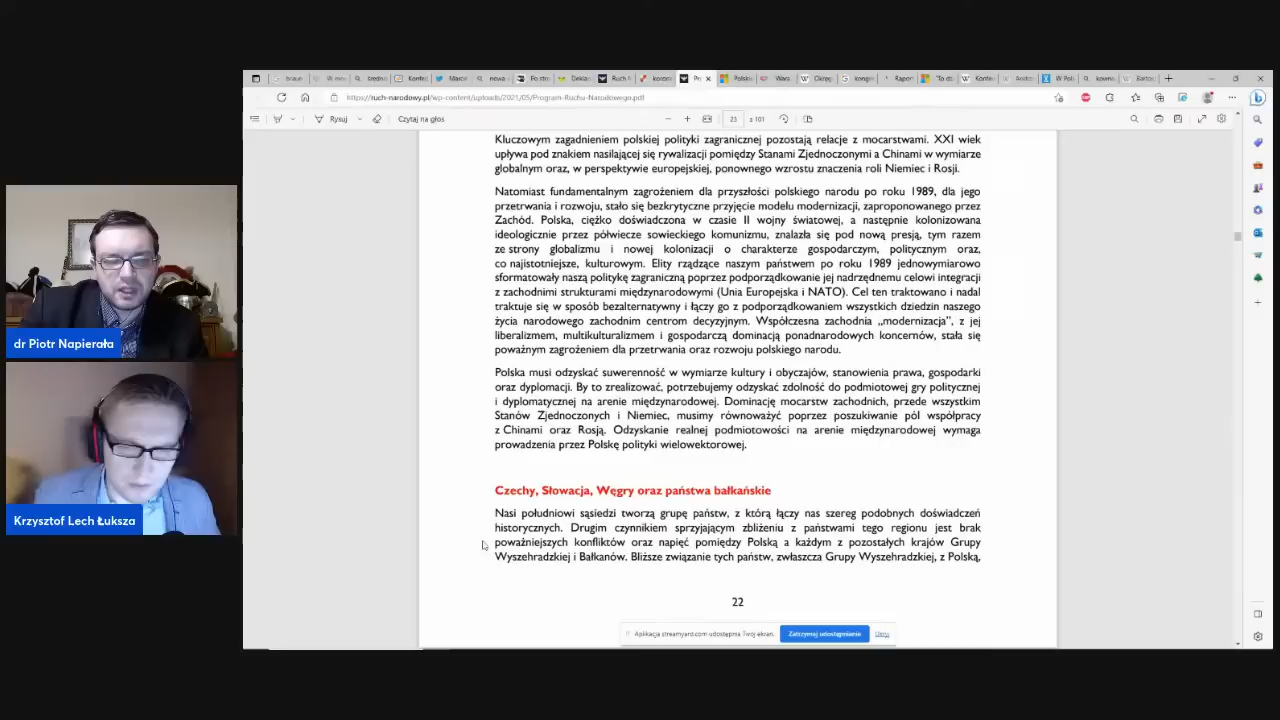 https://ruch-narodowy.pl/wp-content/uploads/2021/05/Program-Ruchu-Narodowego.pdf
Rysuj
Czytaj na głos
23
z 101
Kluczowym zagadnieniem polskiej polityki zagranicznej pozostają relacje z mocarstwami. XXI wiek
upływa pod znakiem nasilającej się rywalizacji pomiędzy Stanami Zjednoczonymi a Chinami w wymiarze
globalnym oraz, w perspektywie europejskiej, ponownego wzrostu znaczenia roli Niemiec i Rosji.
Natomiast fundamentalnym zagrożeniem dla przyszłości polskiego narodu po roku 1989, dla jego
przetrwania i rozwoju, stało się bezkrytyczne przyjęcie modelu modernizacji, zaproponowanego przez
Zachód. Polska, ciężko doświadczona w czasie II wojny światowej, a następnie kolonizowana
ideologicznie przez półwiecze sowieckiego komunizmu, znalazła się pod nową presją, tym razem
ze strony globalizmu i nowej kolonizacji o charakterze gospodarczym, politycznym oraz,
co najistotniejsze, kulturowym. Elity rządzące naszym państwem po roku 1989 jednowymiarowo
sformatowały naszą politykę zagraniczną poprzez podporządkowanie jej nadrzędnemu celowi integracji
z zachodnimi strukturami międzynarodowymi (Unia Europejska i NATO). Cel ten traktowano i nadal
traktuje się w sposób bezalternatywny i łączy go z podporządkowaniem wszystkich dziedzin naszego
życia narodowego zachodnim centrom decyzyjnym. Współczesna zachodnia „modernizacja”, z jej
liberalizmem, multikulturalizmem i gospodarczą dominacją ponadnarodowych koncernów, stała się
poważnym zagrożeniem dla przetrwania oraz rozwoju polskiego narodu.
Polska musi odzyskać suwerenność w wymiarze kultury i obyczajów, stanowienia prawa, gospodarki
oraz dyplomacji. By to zrealizować, potrzebujemy odzyskać zdolność do podmiotowej gry politycznej
i dyplomatycznej na arenie międzynarodowej. Dominację mocarstw zachodnich, przede wszystkim
Stanów Zjednoczonych i Niemiec, musimy równoważyć poprzez poszukiwanie pól współpracy
z Chinami oraz Rosją. Odzyskanie realnej podmiotowości na arenie międzynarodowej wymaga
prowadzenia przez Polskę polityki wielowektorowej.
Czechy, Słowacja, Węgry oraz państwa bałkańskie
Nasi południowi sąsiedzi tworzą grupę państw, z którą łączy nas szereg podobnych doświadczeń
historycznych. Drugim czynnikiem sprzyjającym zbliżeniu z państwami tego regionu jest brak
poważniejszych konfliktów oraz napięć pomiędzy Polską a każdym z pozostałych krajów Grupy
Wyszehradzkiej i Bałkanów. Bliższe związanie tych państw, zwłaszcza Grupy Wyszehradzkiej, z Polską,
22
Aplikacja streamyard.com udostępnia Twój ekran.
Zatrzymaj udostępnianie
Ukryj
dr Piotr Napierała
Krzysztof Lech Łuksza